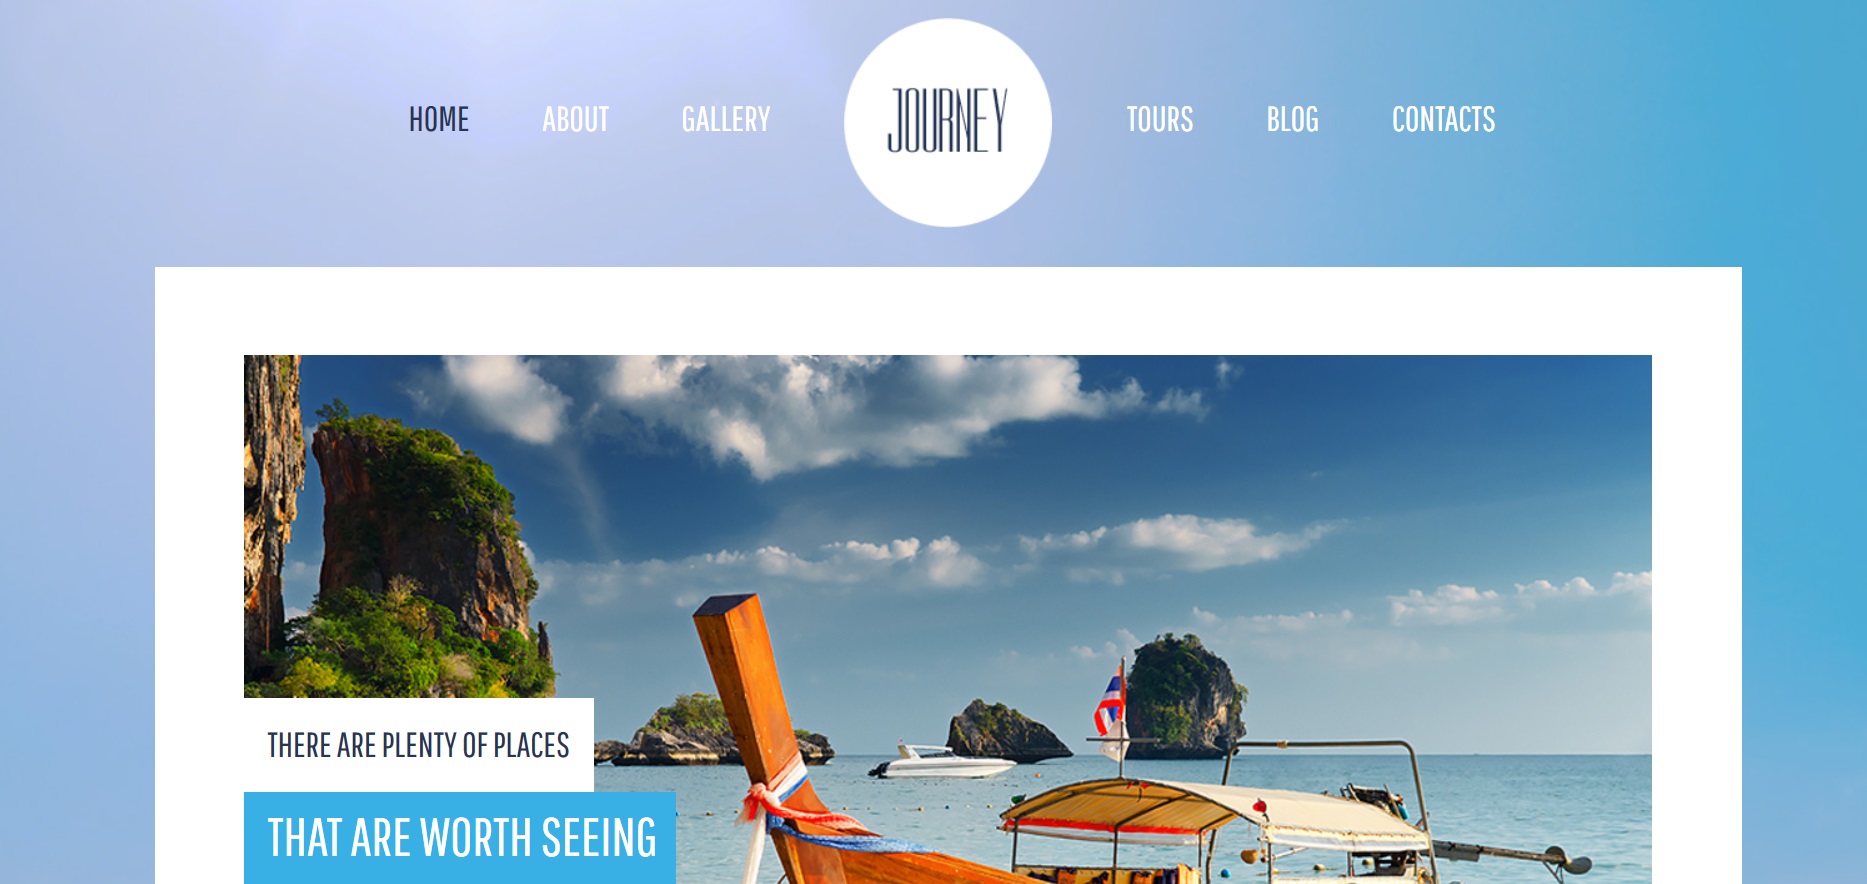 HOME ABOUT GALLERY JOURNEY TOURS BLOG CONTACTS
THERE ARE PLENTY OF PLACES
THAT ARE WORTH SEEING